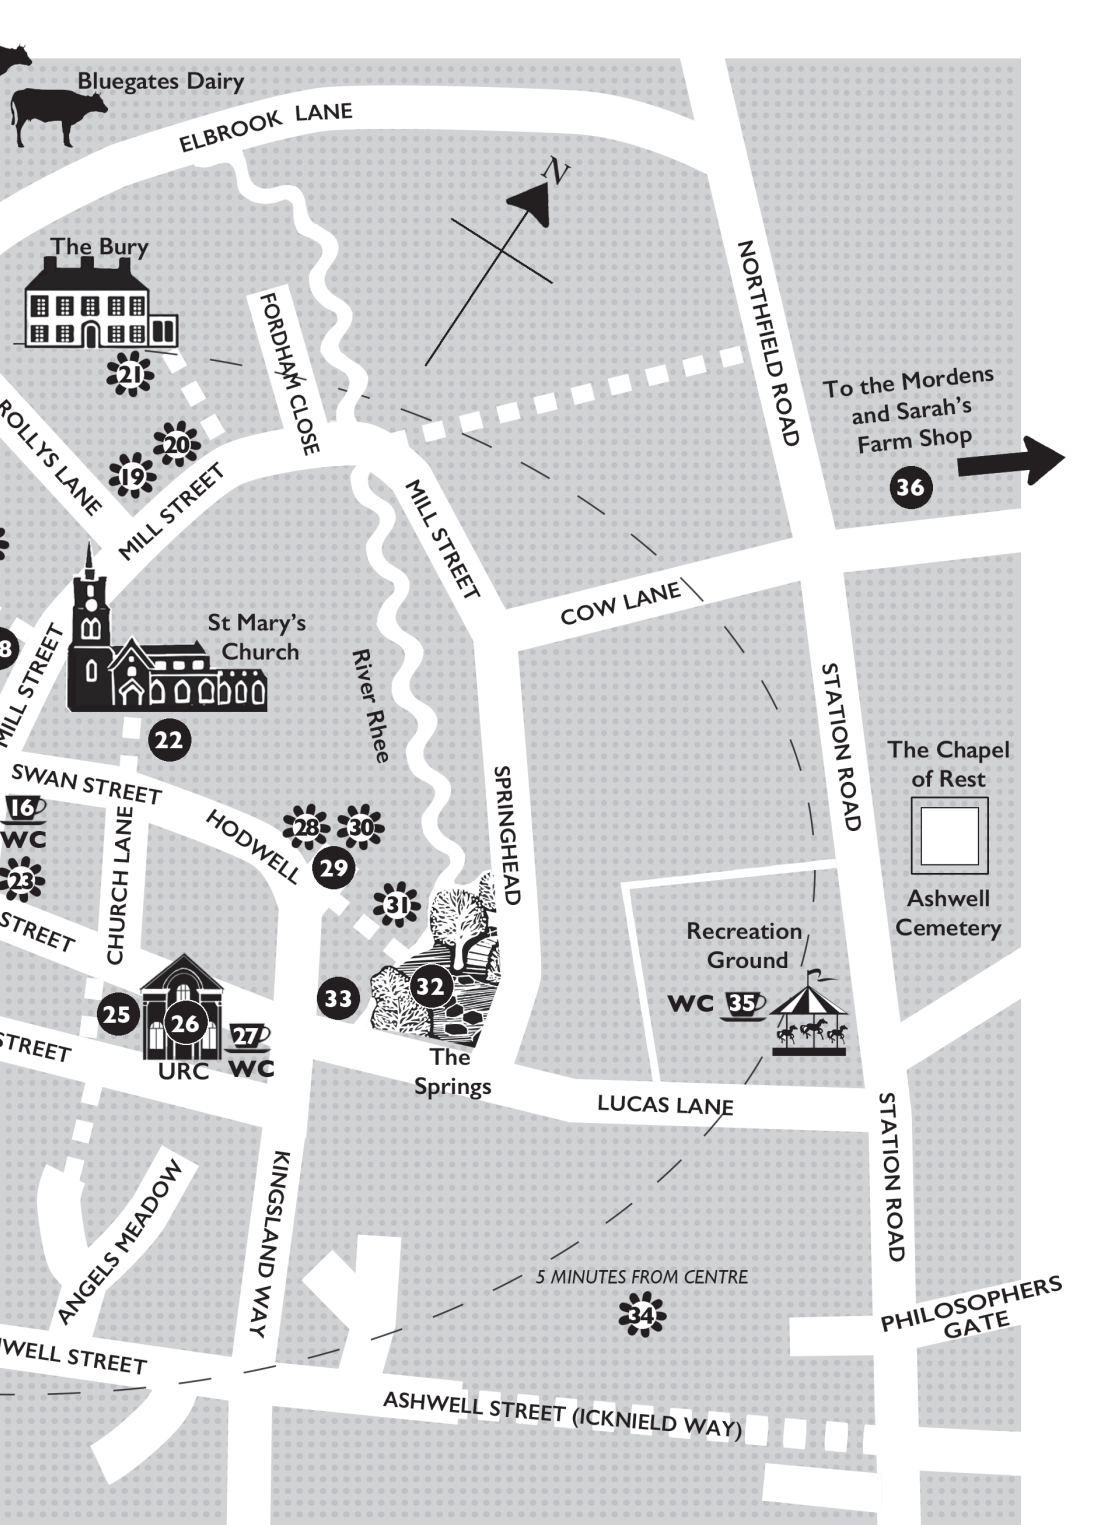 Bluegates Dairy
ELBROOK LANE
N
The Bury
21
FORDHAM CLOSE
NORTHFIELD ROAD
To the Mordens
and Sarah's
Farm Shop
36
ROLLYS LANE
20
19
MILL STREET
MILL STREET
COW LANE
St Mary's
Church
8
MILL STREET
22
River Rhee
STATION ROAD
The Chapel
of Rest
Ashwell
Cemetery
SWAN STREET
16
WC
23
CHURCH LANE
HODWELL
28
30
29
31
SPRINGHEAD
STREET
Recreation
Ground
WC
35
32
33
25
26
27
WC
URC
STREET
The
Springs
LUCAS LANE
STATION ROAD
KINGSLAND WAY
ANGELS MEADOW
5 MINUTES FROM CENTRE
34
PHILOSOPHERS
GATE
WELL STREET
ASHWELL STREET (ICKNIELD WAY)